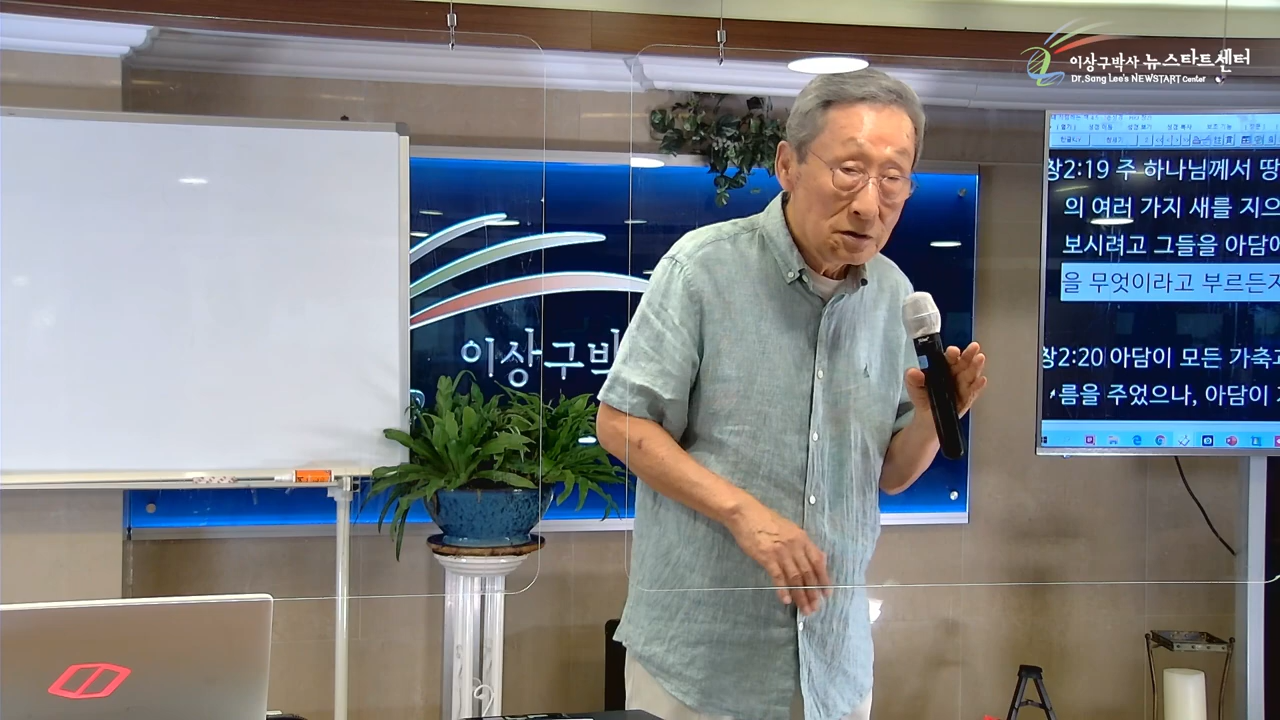 이상구박사 뉴스타트센터
Dr. Sang Lee's NEWSTART Center
창2:19 주 하나님께서 땅
의 여러 가지 새를 지으
보시려고 그들을 아담에
을 무엇이라고 부르든지
창2:20 아담이 모든 가축과
름을 주었으나, 아담이
이상구박